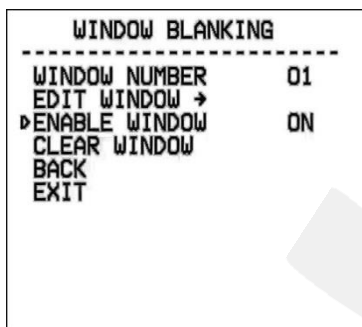 WINDOW BLANKING
------------------------
WINDOW NUMBER 01
EDIT WINDOW →
▷ENABLE WINDOW ON
CLEAR WINDOW
BACK
EXIT